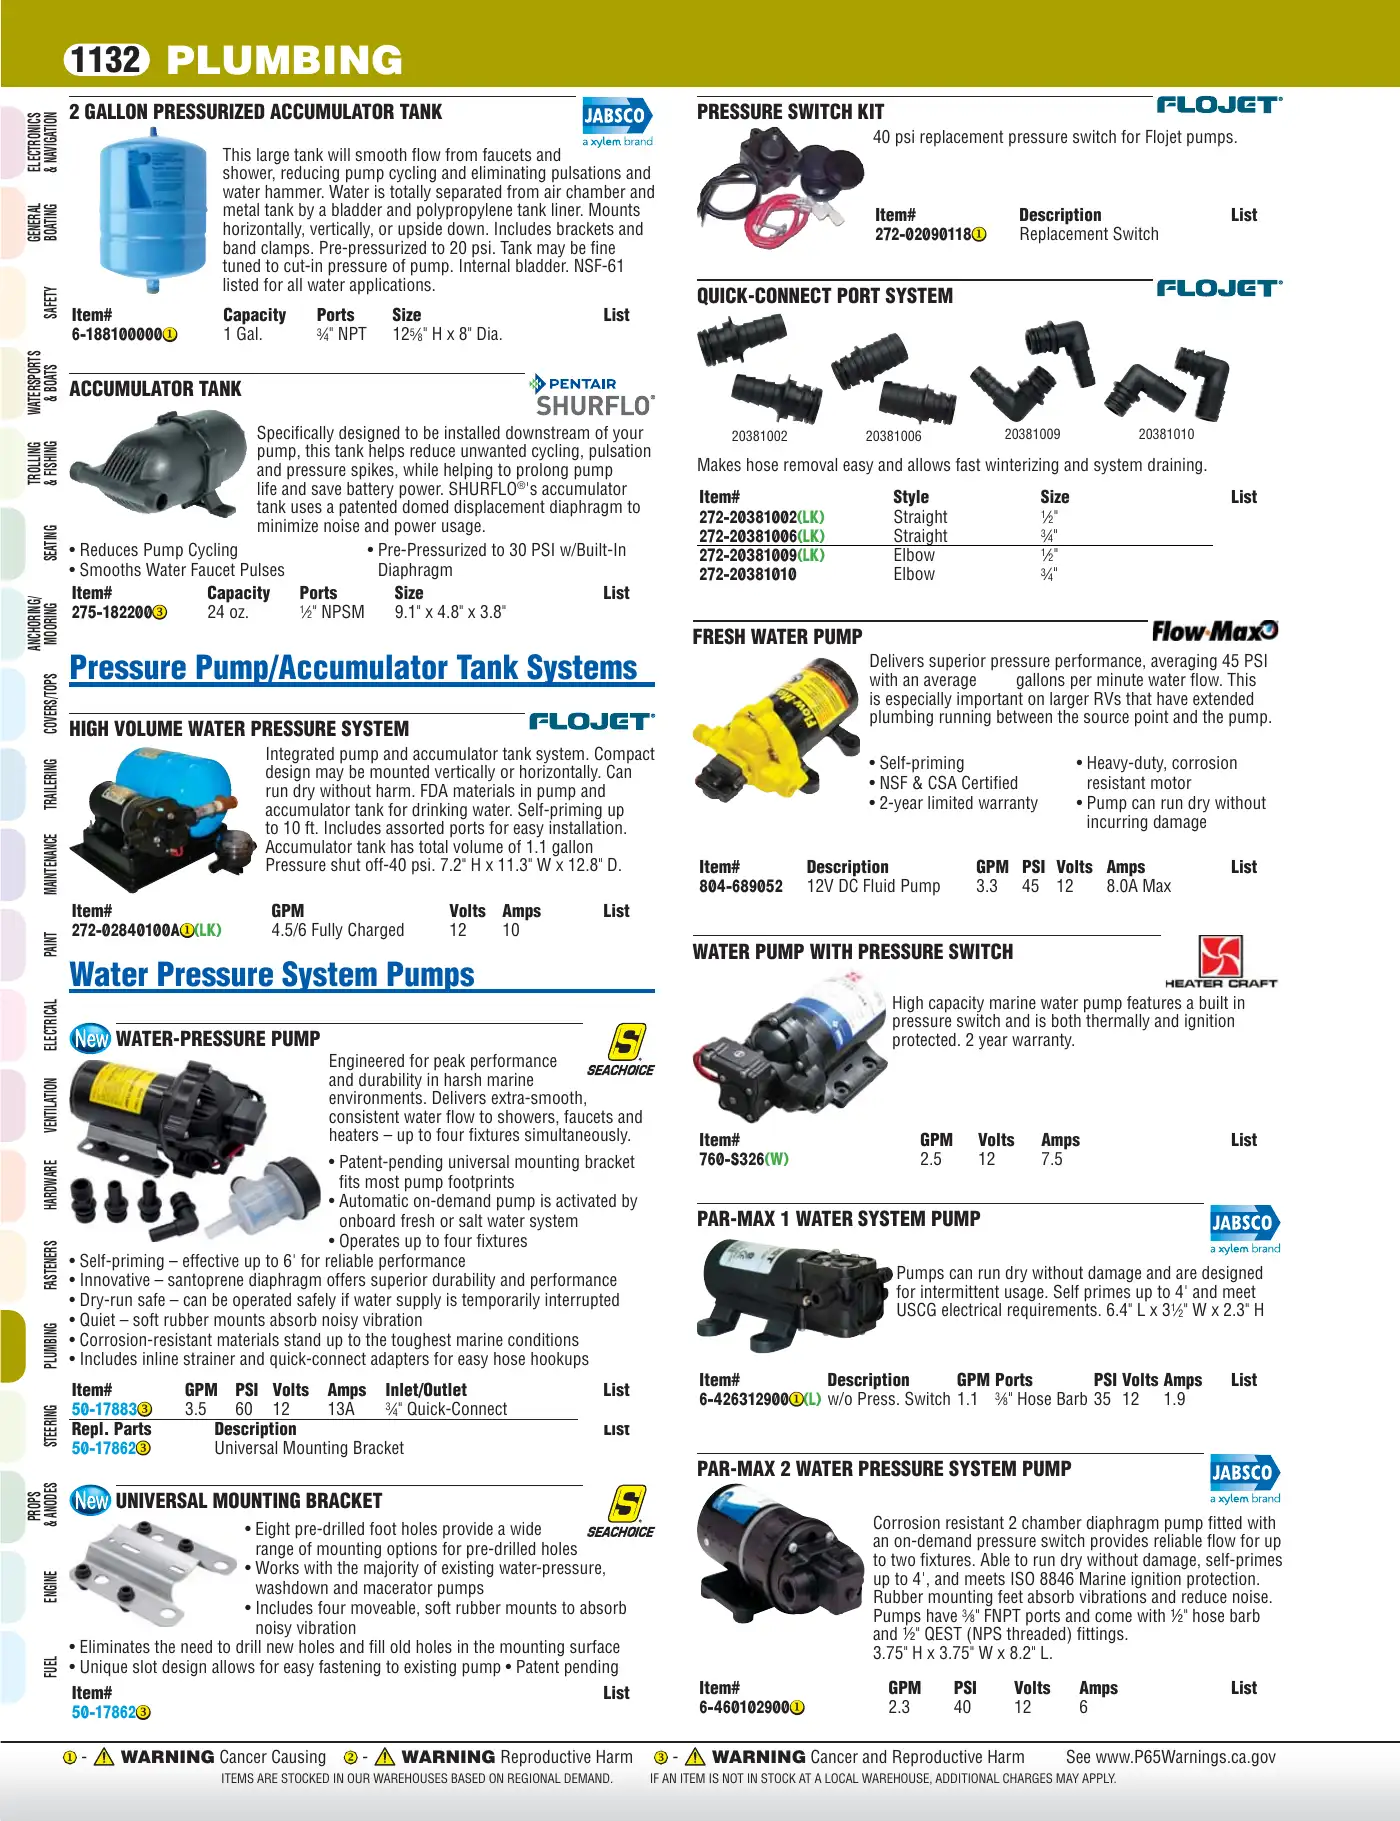 1132 PLUMBING
ELECTRONICS
& NAVIGATION
GENERAL
BOATING
SAFETY
WATERSPORTS
& BOATS
TROLLING
& FISHING
SEATING
ANCHORING/
MOORING
COVERS/TOPS
TRAILERING
MAINTENANCE
PAINT
ELECTRICAL
VENTILATION
HARDWARE
FASTENERS
PLUMBING
STEERING
PROPS
& ANODES
ENGINE
FUEL
2 GALLON PRESSURIZED ACCUMULATOR TANK
JABSCO
a xylem brand
This large tank will smooth flow from faucets and
shower, reducing pump cycling and eliminating pulsations and
water hammer. Water is totally separated from air chamber and
metal tank by a bladder and polypropylene tank liner. Mounts
horizontally, vertically, or upside down. Includes brackets and
band clamps. Pre-pressurized to 20 psi. Tank may be fine
tuned to cut-in pressure of pump. Internal bladder. NSF-61
listed for all water applications.
Item# Capacity Ports Size List
6-188100000① 1 Gal. ¾" NPT 12⅝" H x 8" Dia.
ACCUMULATOR TANK
PENTAIR
SHURFLO®
Specifically designed to be installed downstream of your
pump, this tank helps reduce unwanted cycling, pulsation
and pressure spikes, while helping to prolong pump
life and save battery power. SHURFLO®'s accumulator
tank uses a patented domed displacement diaphragm to
minimize noise and power usage.
• Reduces Pump Cycling
• Smooths Water Faucet Pulses
• Pre-Pressurized to 30 PSI w/Built-In
Diaphragm
Item# Capacity Ports Size List
275-182200③ 24 oz. ½" NPSM 9.1" x 4.8" x 3.8"
Pressure Pump/Accumulator Tank Systems
HIGH VOLUME WATER PRESSURE SYSTEM
FLOJET®
Integrated pump and accumulator tank system. Compact
design may be mounted vertically or horizontally. Can
run dry without harm. FDA materials in pump and
accumulator tank for drinking water. Self-priming up
to 10 ft. Includes assorted ports for easy installation.
Accumulator tank has total volume of 1.1 gallon
Pressure shut off-40 psi. 7.2" H x 11.3" W x 12.8" D.
Item# GPM Volts Amps List
272-02840100A①(LK) 4.5/6 Fully Charged 12 10
Water Pressure System Pumps
New WATER-PRESSURE PUMP
S
SEACHOICE
Engineered for peak performance
and durability in harsh marine
environments. Delivers extra-smooth,
consistent water flow to showers, faucets and
heaters – up to four fixtures simultaneously.
• Patent-pending universal mounting bracket
fits most pump footprints
• Automatic on-demand pump is activated by
onboard fresh or salt water system
• Operates up to four fixtures
• Self-priming – effective up to 6' for reliable performance
• Innovative – santoprene diaphragm offers superior durability and performance
• Dry-run safe – can be operated safely if water supply is temporarily interrupted
• Quiet – soft rubber mounts absorb noisy vibration
• Corrosion-resistant materials stand up to the toughest marine conditions
• Includes inline strainer and quick-connect adapters for easy hose hookups
Item# GPM PSI Volts Amps Inlet/Outlet List
50-17883③ 3.5 60 12 13A ¾" Quick-Connect
Repl. Parts Description List
50-17862③ Universal Mounting Bracket
New UNIVERSAL MOUNTING BRACKET
S
SEACHOICE
• Eight pre-drilled foot holes provide a wide
range of mounting options for pre-drilled holes
• Works with the majority of existing water-pressure,
washdown and macerator pumps
• Includes four moveable, soft rubber mounts to absorb
noisy vibration
• Eliminates the need to drill new holes and fill old holes in the mounting surface
• Unique slot design allows for easy fastening to existing pump • Patent pending
Item# List
50-17862③
PRESSURE SWITCH KIT
FLOJET®
40 psi replacement pressure switch for Flojet pumps.
Item# Description List
272-02090118① Replacement Switch
QUICK-CONNECT PORT SYSTEM
FLOJET®
20381002 20381006 20381009 20381010
Makes hose removal easy and allows fast winterizing and system draining.
Item# Style Size List
272-20381002(LK) Straight ½"
272-20381006(LK) Straight ¾"
272-20381009(LK) Elbow ½"
272-20381010 Elbow ¾"
FRESH WATER PUMP
Flow•Max
Delivers superior pressure performance, averaging 45 PSI
with an average gallons per minute water flow. This
is especially important on larger RVs that have extended
plumbing running between the source point and the pump.
• Self-priming
• NSF & CSA Certified
• 2-year limited warranty
• Heavy-duty, corrosion
resistant motor
• Pump can run dry without
incurring damage
Item# Description GPM PSI Volts Amps List
804-689052 12V DC Fluid Pump 3.3 45 12 8.0A Max
WATER PUMP WITH PRESSURE SWITCH
HEATER CRAFT
High capacity marine water pump features a built in
pressure switch and is both thermally and ignition
protected. 2 year warranty.
Item# GPM Volts Amps List
760-S326(W) 2.5 12 7.5
PAR-MAX 1 WATER SYSTEM PUMP
JABSCO
a xylem brand
Pumps can run dry without damage and are designed
for intermittent usage. Self primes up to 4' and meet
USCG electrical requirements. 6.4" L x 3½" W x 2.3" H
Item# Description GPM Ports PSI Volts Amps List
6-426312900①(L) w/o Press. Switch 1.1 ⅜" Hose Barb 35 12 1.9
PAR-MAX 2 WATER PRESSURE SYSTEM PUMP
JABSCO
a xylem brand
Corrosion resistant 2 chamber diaphragm pump fitted with
an on-demand pressure switch provides reliable flow for up
to two fixtures. Able to run dry without damage, self-primes
up to 4', and meets ISO 8846 Marine ignition protection.
Rubber mounting feet absorb vibrations and reduce noise.
Pumps have ⅜" FNPT ports and come with ½" hose barb
and ½" QEST (NPS threaded) fittings.
3.75" H x 3.75" W x 8.2" L.
Item# GPM PSI Volts Amps List
6-460102900① 2.3 40 12 6
① - ⚠ WARNING Cancer Causing ② - ⚠ WARNING Reproductive Harm ③ - ⚠ WARNING Cancer and Reproductive Harm See www.P65Warnings.ca.gov
ITEMS ARE STOCKED IN OUR WAREHOUSES BASED ON REGIONAL DEMAND. IF AN ITEM IS NOT IN STOCK AT A LOCAL WAREHOUSE, ADDITIONAL CHARGES MAY APPLY.